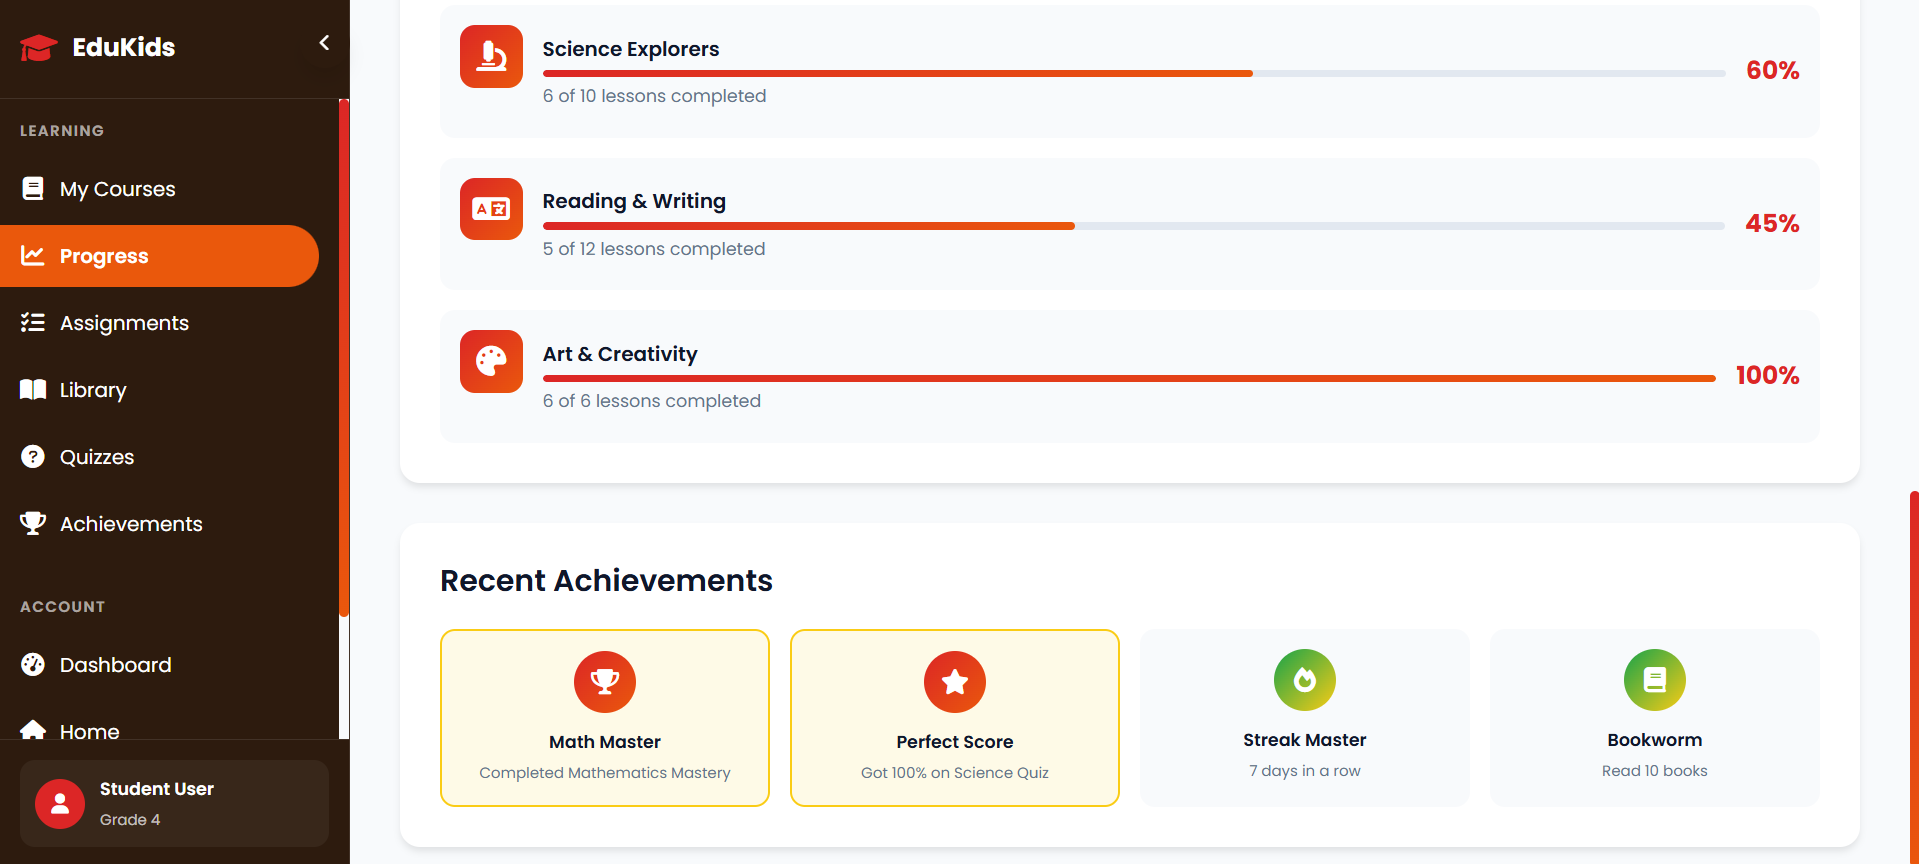 EduKids
LEARNING
My Courses
Progress
Assignments
Library
Quizzes
Achievements
ACCOUNT
Dashboard
Home
Student User
Grade 4
Science Explorers
60%
6 of 10 lessons completed
Reading & Writing
45%
5 of 12 lessons completed
Art & Creativity
100%
6 of 6 lessons completed
Recent Achievements
Math Master
Completed Mathematics Mastery
Perfect Score
Got 100% on Science Quiz
Streak Master
7 days in a row
Bookworm
Read 10 books